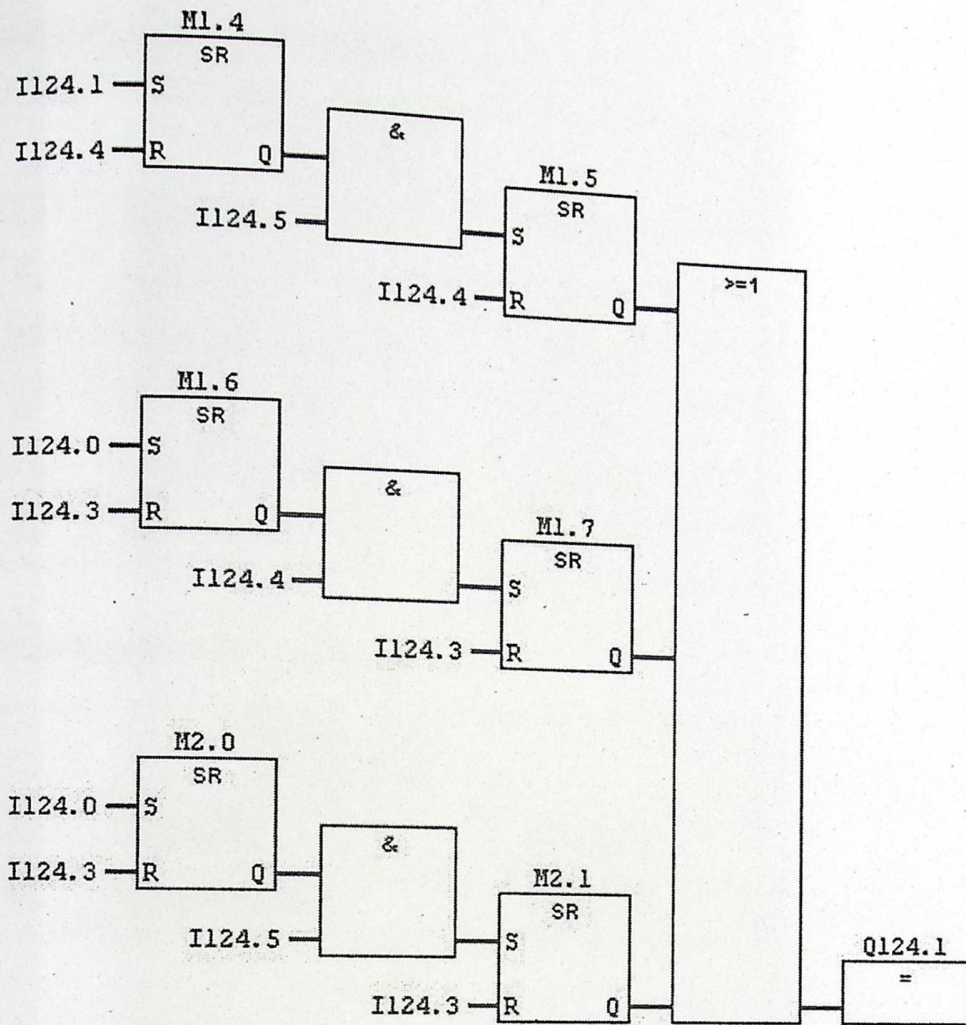 M1.4
SR
I124.1 S
I124.4 R Q
&
I124.5
M1.5
SR
S
I124.4 R Q
>=1
M1.6
SR
I124.0 S
I124.3 R Q
&
I124.4
M1.7
SR
S
I124.3 R Q
M2.0
SR
I124.0 S
I124.3 R Q
&
I124.5
M2.1
SR
S
I124.3 R Q
Q124.1
=